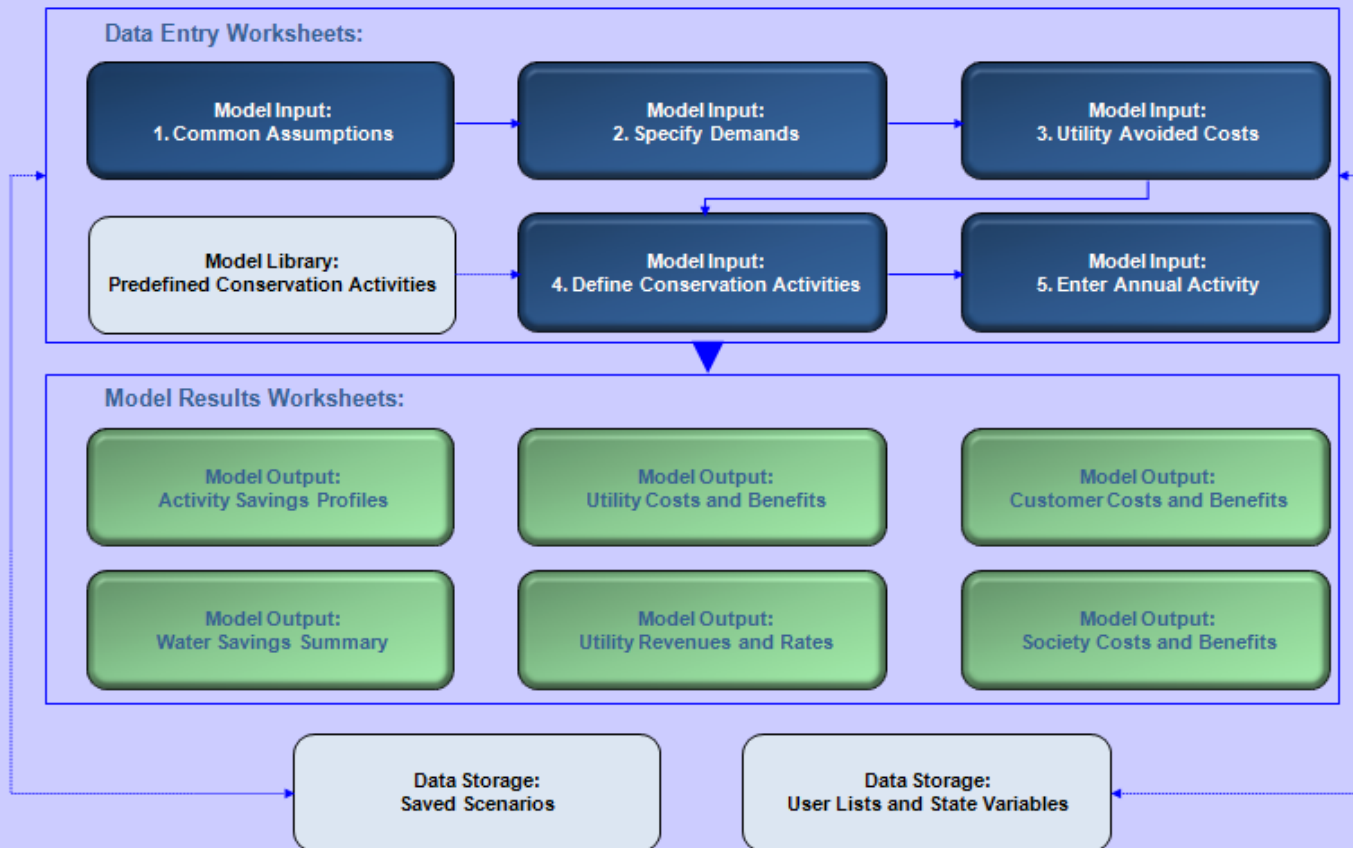 Data Entry Worksheets:
Model Input:
1. Common Assumptions
Model Input:
2. Specify Demands
Model Input:
3. Utility Avoided Costs
Model Library:
Predefined Conservation Activities
Model Input:
4. Define Conservation Activities
Model Input:
5. Enter Annual Activity
Model Results Worksheets:
Model Output:
Activity Savings Profiles
Model Output:
Utility Costs and Benefits
Model Output:
Customer Costs and Benefits
Model Output:
Water Savings Summary
Model Output:
Utility Revenues and Rates
Model Output:
Society Costs and Benefits
Data Storage:
Saved Scenarios
Data Storage:
User Lists and State Variables